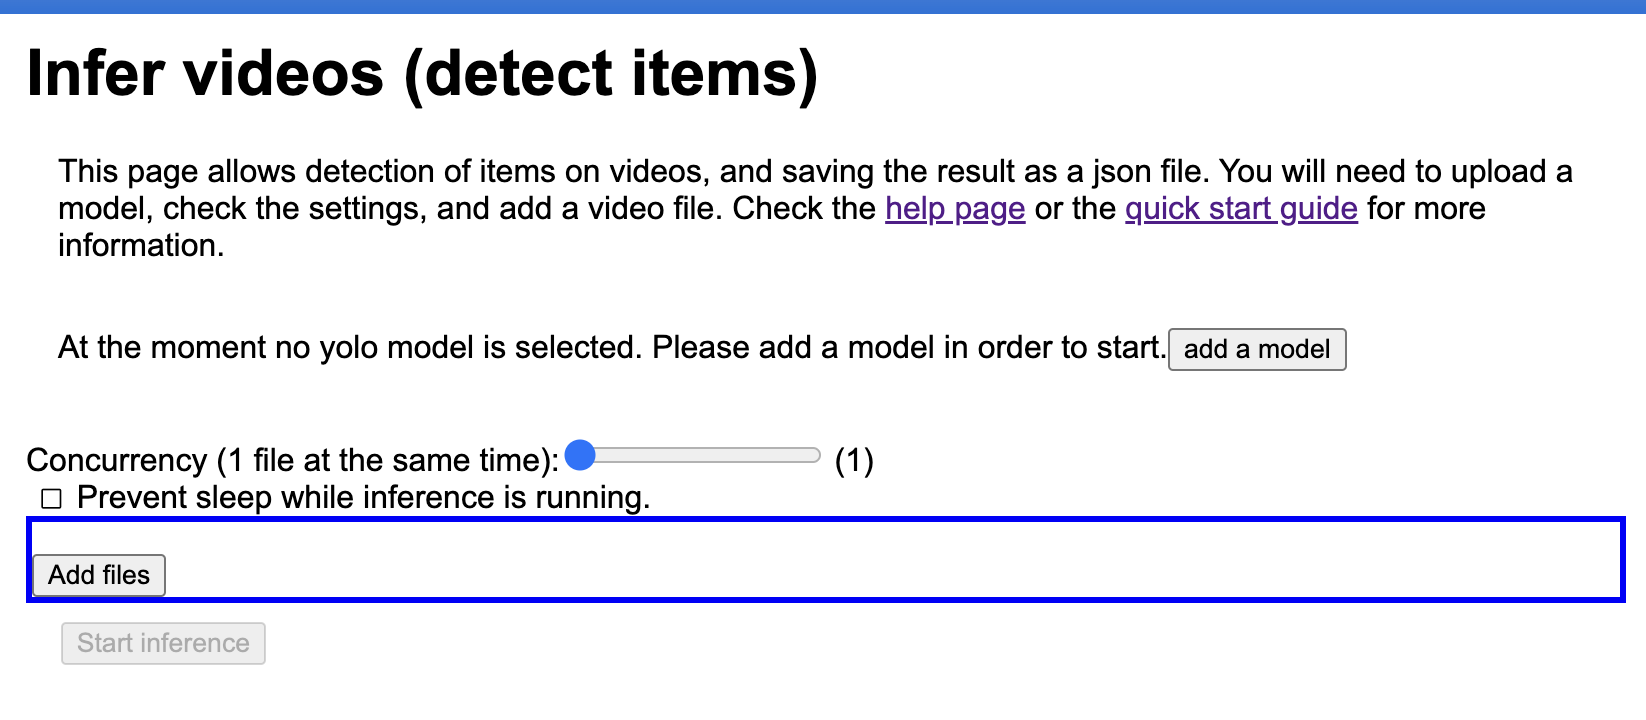 Infer videos (detect items)
This page allows detection of items on videos, and saving the result as a json file. You will need to upload a
model, check the settings, and add a video file. Check the help page or the quick start guide for more
information.
At the moment no yolo model is selected. Please add a model in order to start. add a model
Concurrency (1 file at the same time): (1)
Prevent sleep while inference is running.
Add files
Start inference